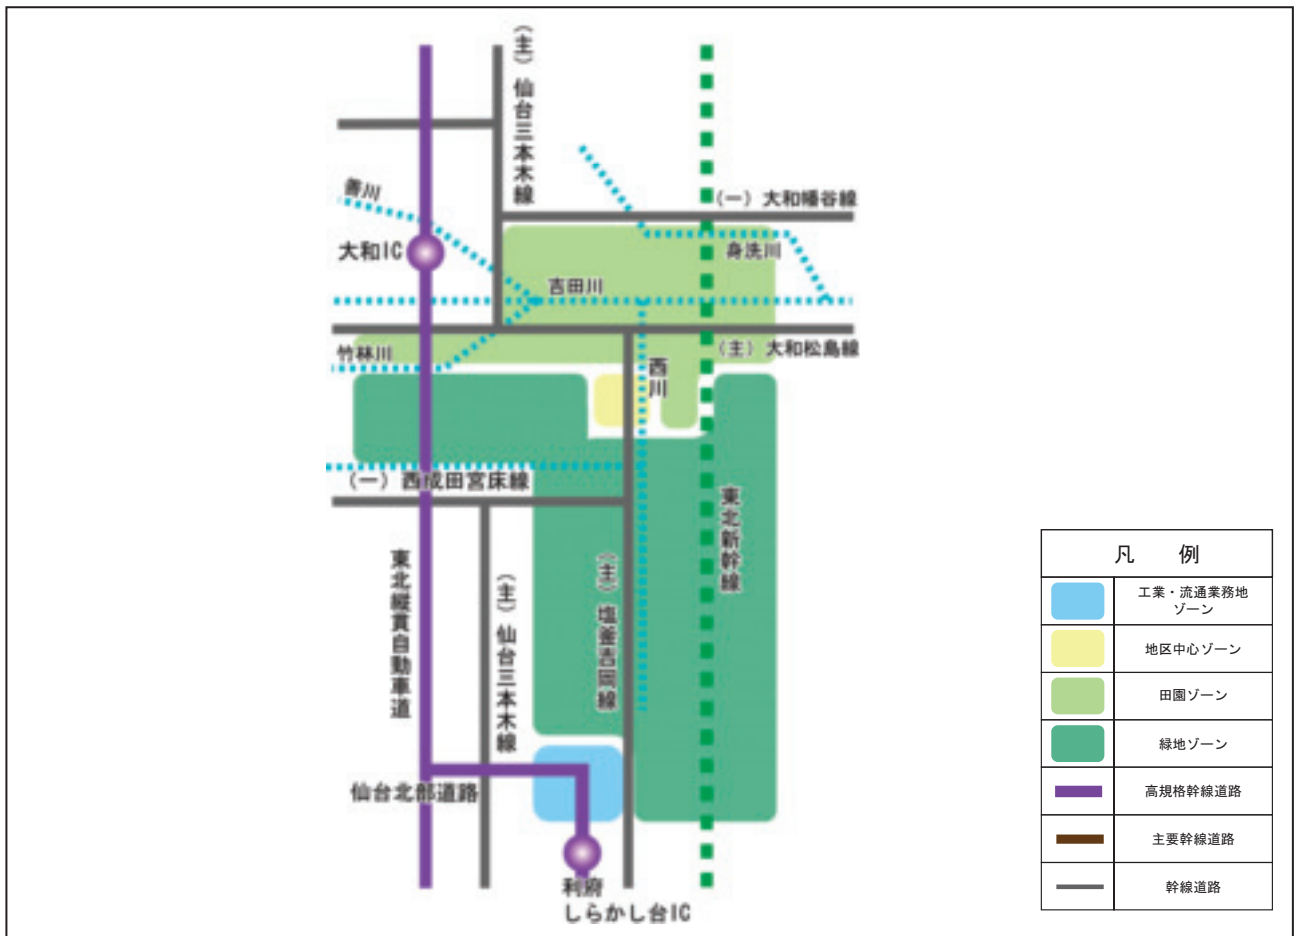 （主）仙台三本木線
善川
（一）大和幡谷線
大和IC
身洗川
吉田川
竹林川
（主）大和松島線
西川
（一）西成田宮床線
東北新幹線
東北縦貫自動車道
（主）仙台三本木線
（主）塩釜吉岡線
仙台北部道路
利府
しらかし台IC
凡　例
工業・流通業務地
ゾーン
地区中心ゾーン
田園ゾーン
緑地ゾーン
高規格幹線道路
主要幹線道路
幹線道路